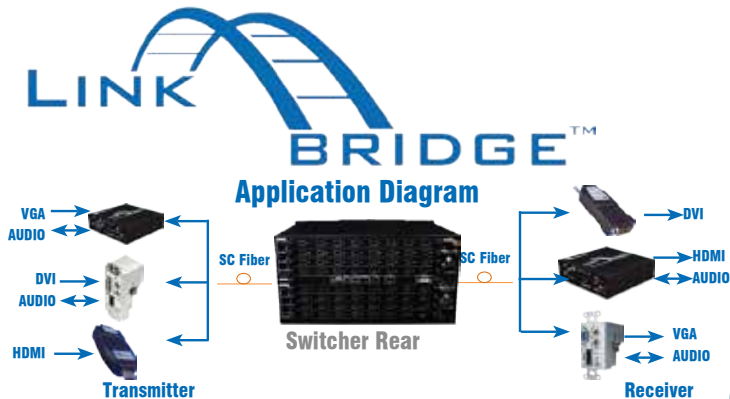 LINK
BRIDGE™
Application Diagram
VGA
AUDIO
DVI
AUDIO
HDMI
Transmitter
SC Fiber
Switcher Rear
SC Fiber
DVI
HDMI
AUDIO
VGA
AUDIO
Receiver